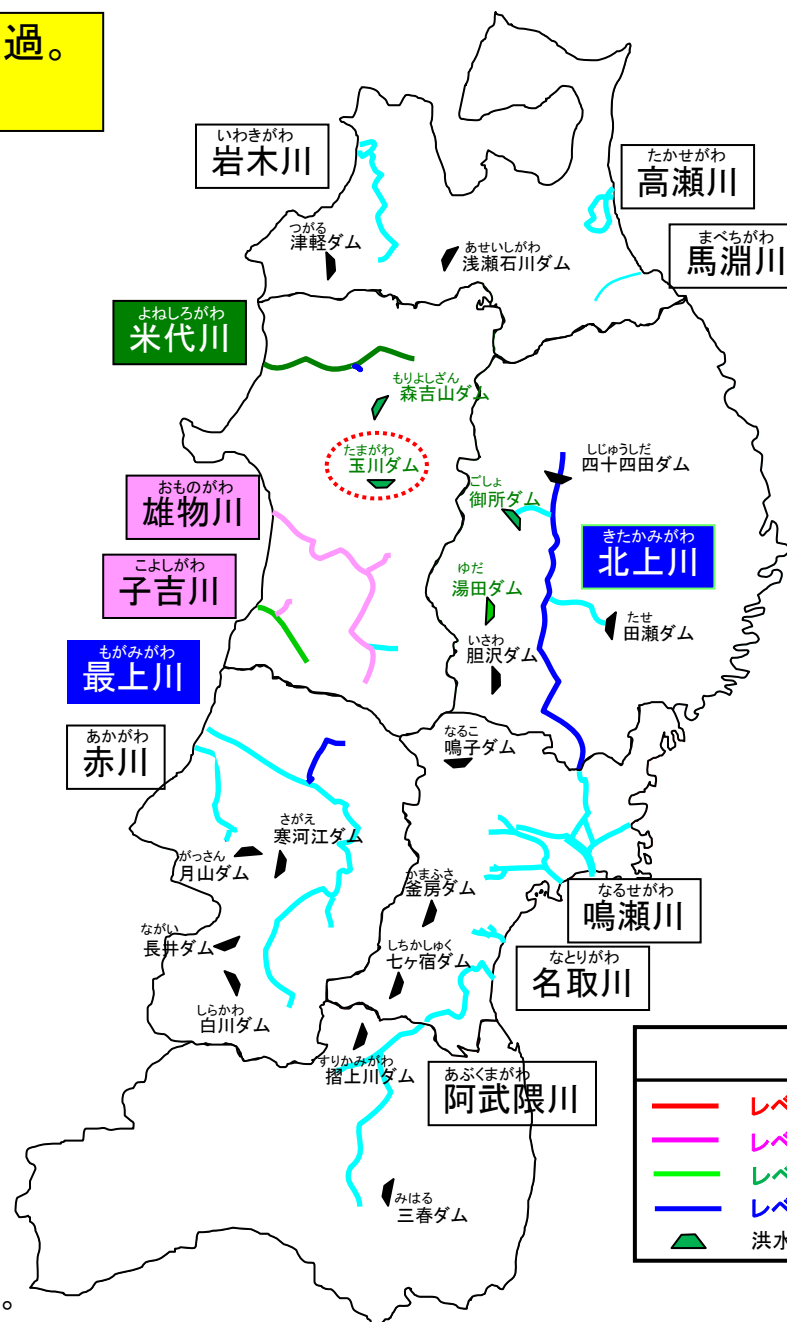 過。
いわきがわ
岩木川
たかせがわ
高瀬川
つがる
津軽ダム
あせいしがわ
浅瀬石川ダム
まべちがわ
馬淵川
よねしろがわ
米代川
もりよしざん
森吉山ダム
たまがわ
玉川ダム
しじゅうしだ
四十四田ダム
ごしょ
御所ダム
おものがわ
雄物川
きたかみがわ
北上川
こよしがわ
子吉川
ゆだ
湯田ダム
たせ
田瀬ダム
いさわ
胆沢ダム
もがみがわ
最上川
あかがわ
赤川
なるこ
鳴子ダム
さがえ
寒河江ダム
がっさん
月山ダム
かまふさ
釜房ダム
なるせがわ
鳴瀬川
ながい
長井ダム
しちかしゅく
七ヶ宿ダム
なとりがわ
名取川
しらかわ
白川ダム
すりかみがわ
摺上川ダム
あぶくまがわ
阿武隈川
みはる
三春ダム
レベ
レベ
レベ
レベ
洪水
。